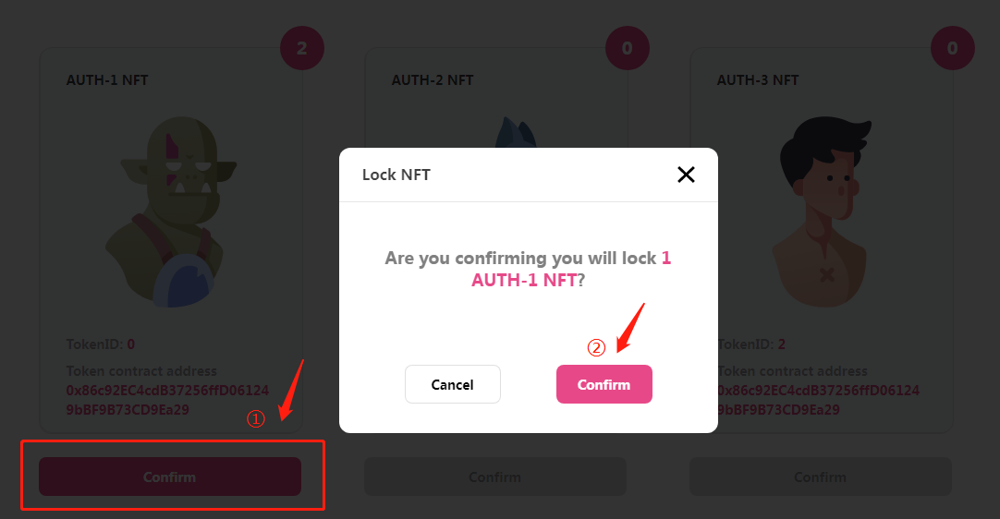 2
0
0
AUTH-1 NFT
AUTH-2 NFT
AUTH-3 NFT
Lock NFT
Are you confirming you will lock 1
AUTH-1 NFT?
②
Cancel
Confirm
TokenID: 0
Token contract address
0x86c92EC4cdB37256ffD06124
9bBF9B73CD9Ea29
①
TokenID: 2
Token contract address
0x86c92EC4cdB37256ffD06124
9bBF9B73CD9Ea29
Confirm
Confirm
Confirm